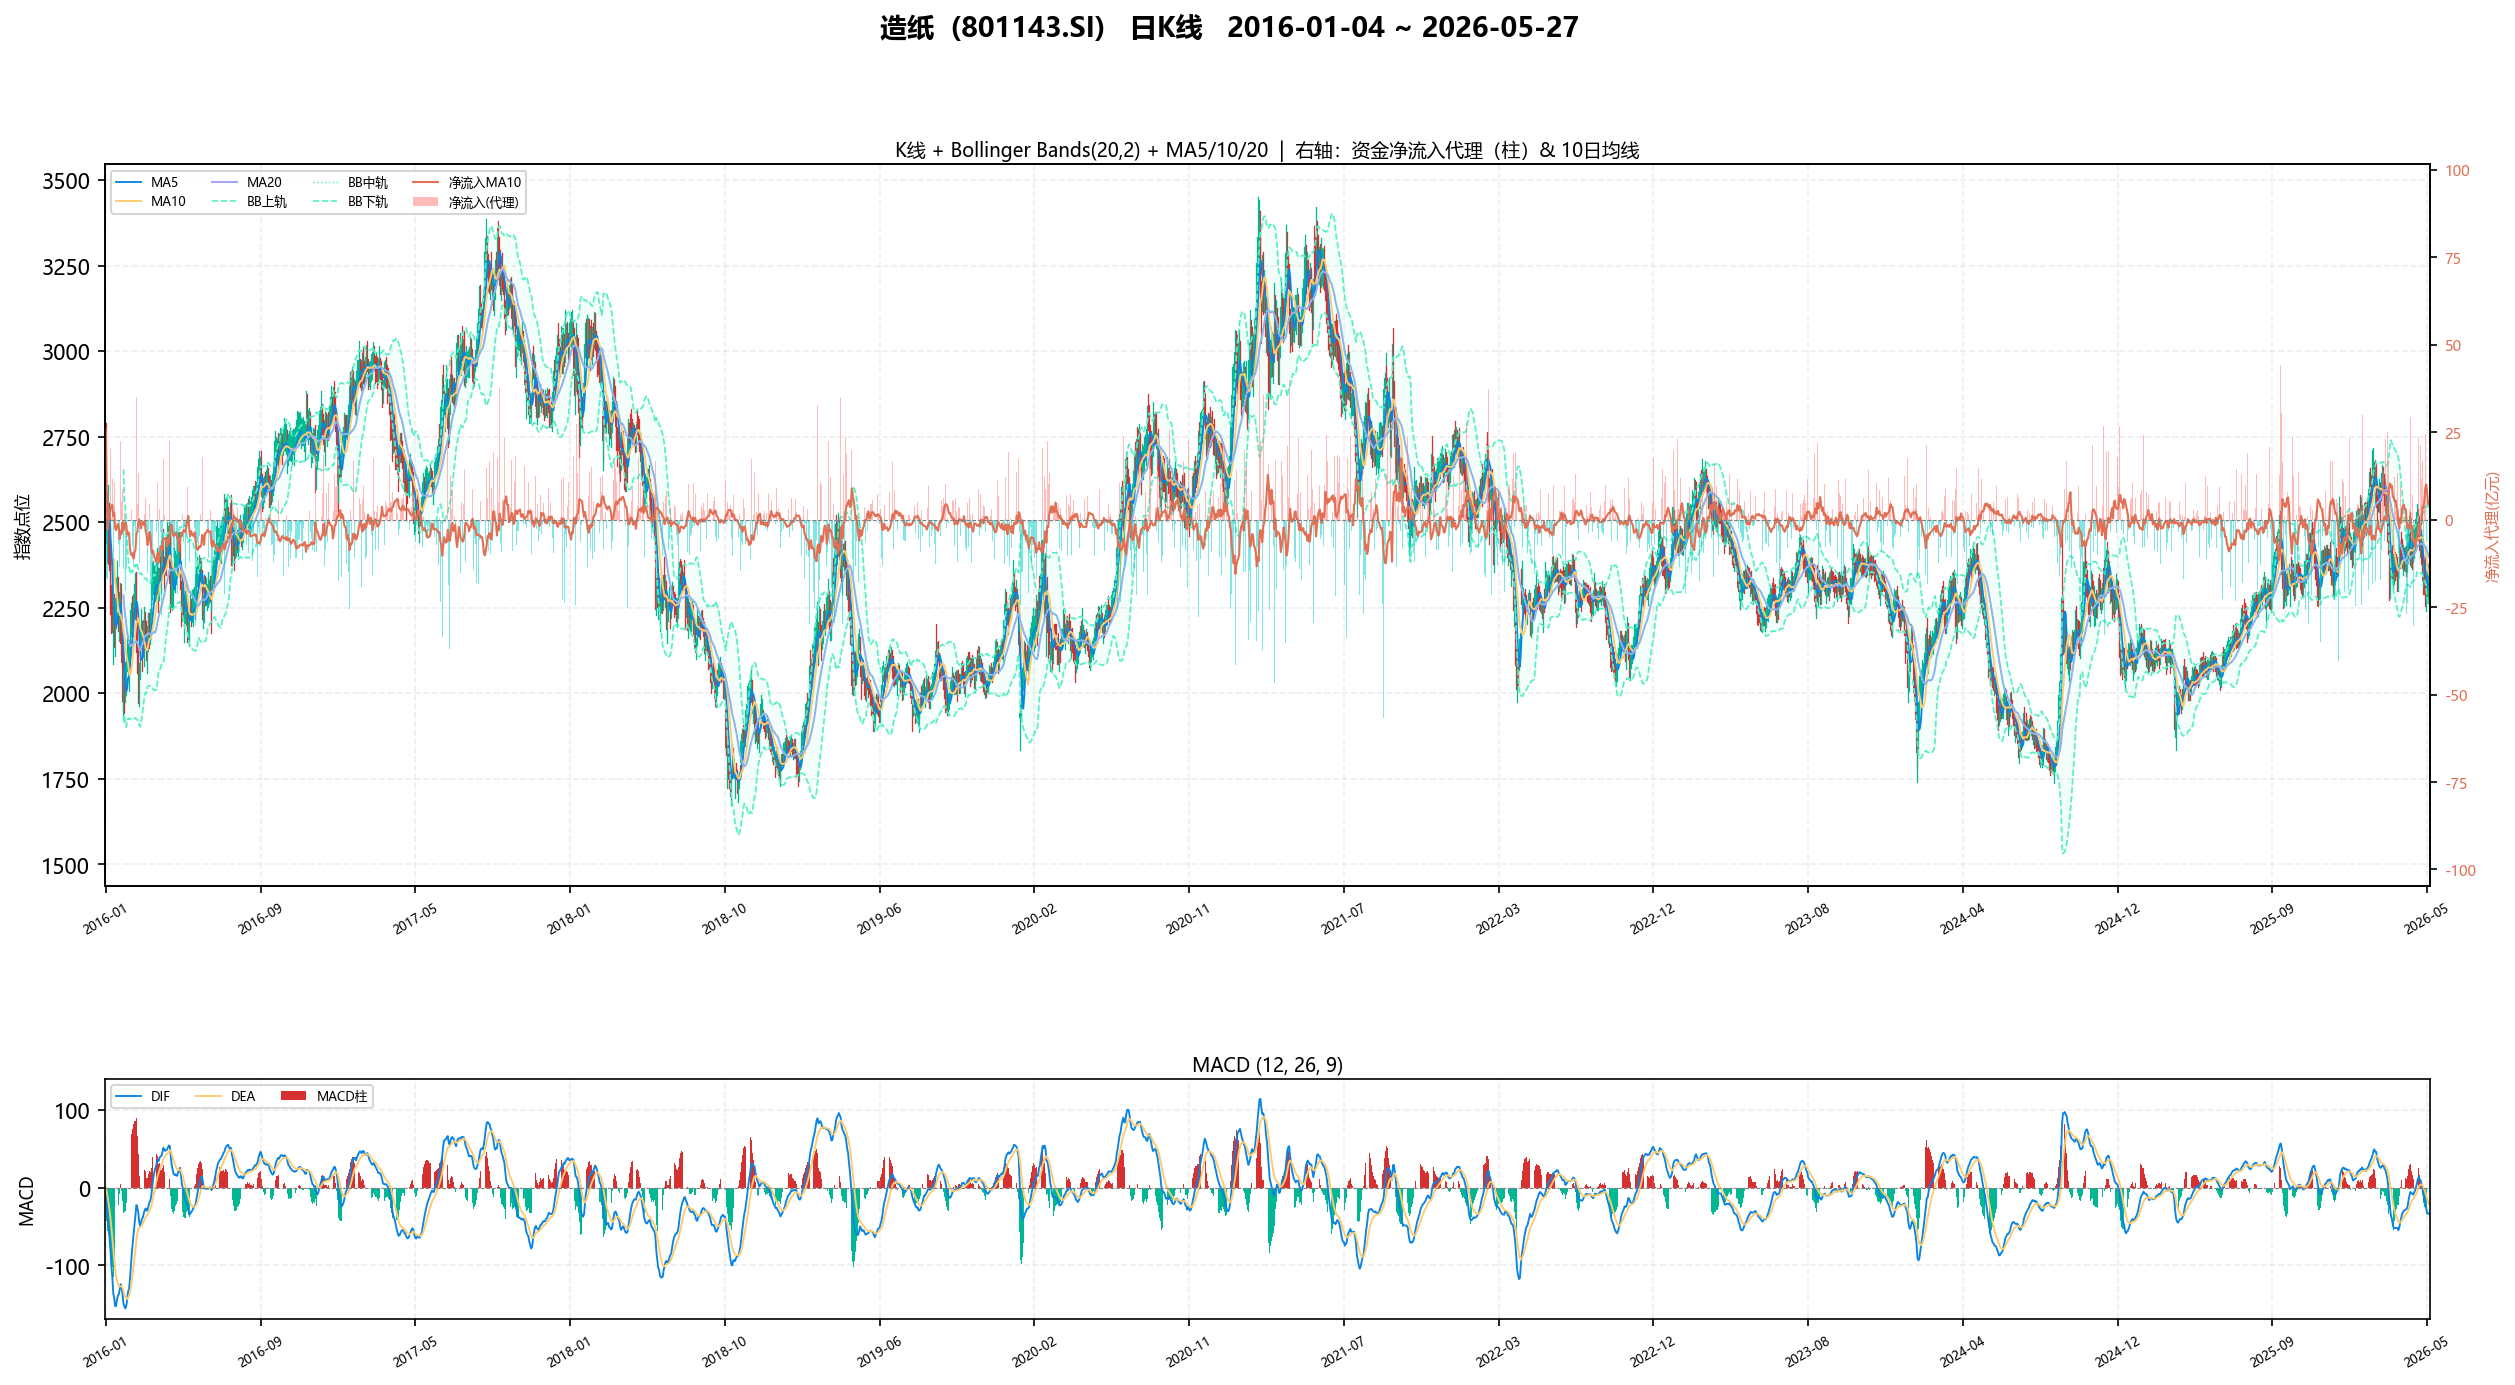 造纸 (801143.SI) 日K线 2016-01-04 ~ 2026-05-27
K线 + Bollinger Bands(20,2) + MA5/10/20 | 右轴：资金净流入代理（柱）& 10日均线
MA5 MA20 BB中轨 净流入MA10
MA10 BB上轨 BB下轨 净流入(代理)
指数点位
3500
3250
3000
2750
2500
2250
2000
1750
1500
100
75
50
25
0
-25
-50
-75
-100
净流入代理(亿元)
2016-01 2016-09 2017-05 2018-01 2018-10 2019-06 2020-02 2020-11 2021-07 2022-03 2022-12 2023-08 2024-04 2024-12 2025-09 2026-05
MACD (12, 26, 9)
DIF DEA MACD柱
MACD
100
0
-100
2016-01 2016-09 2017-05 2018-01 2018-10 2019-06 2020-02 2020-11 2021-07 2022-03 2022-12 2023-08 2024-04 2024-12 2025-09 2026-05